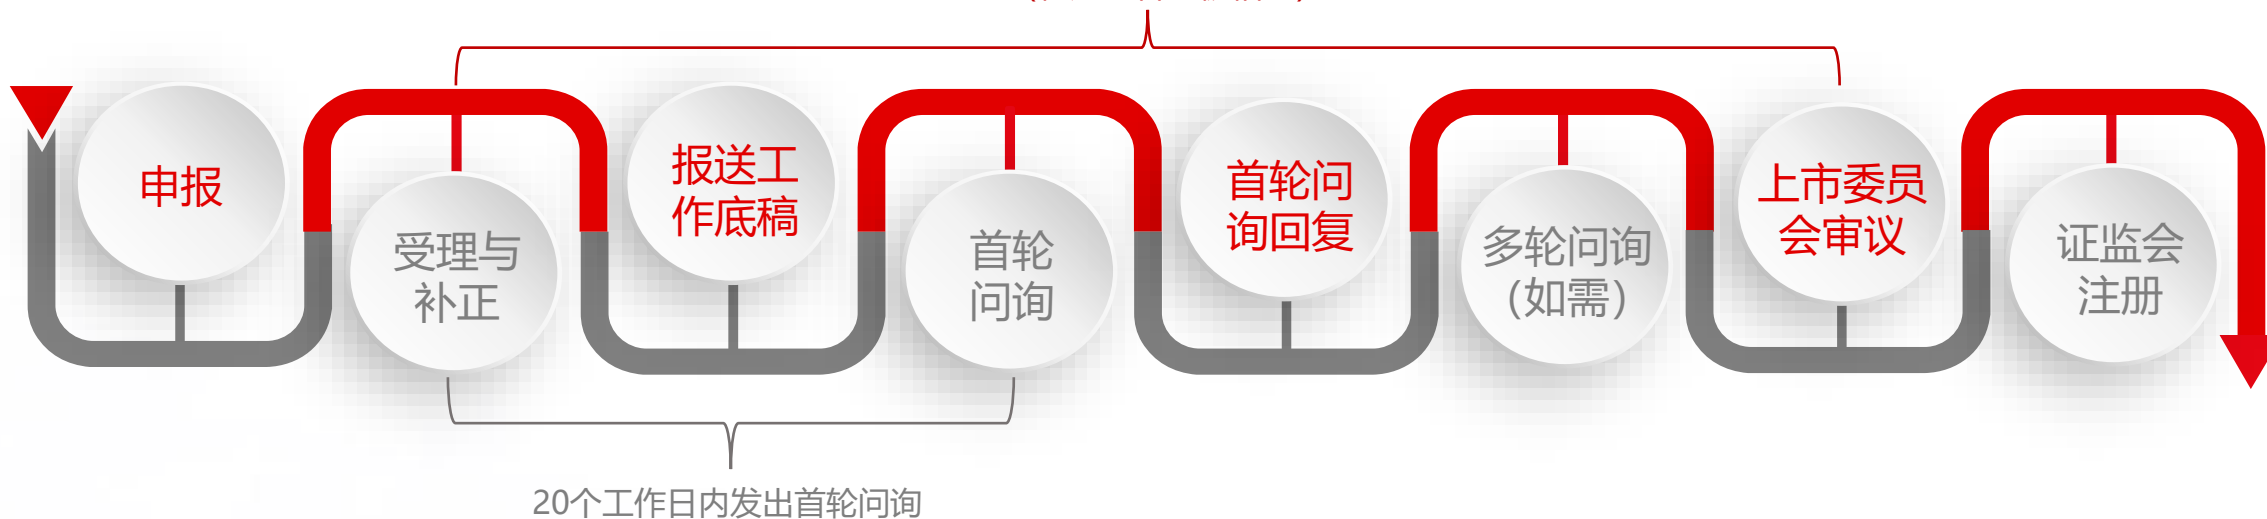 申报
受理与
补正
报送工
作底稿
首轮
问询
首轮问
询回复
多轮问询
（如需）
上市委员
会审议
证监会
注册
20个工作日内发出首轮问询